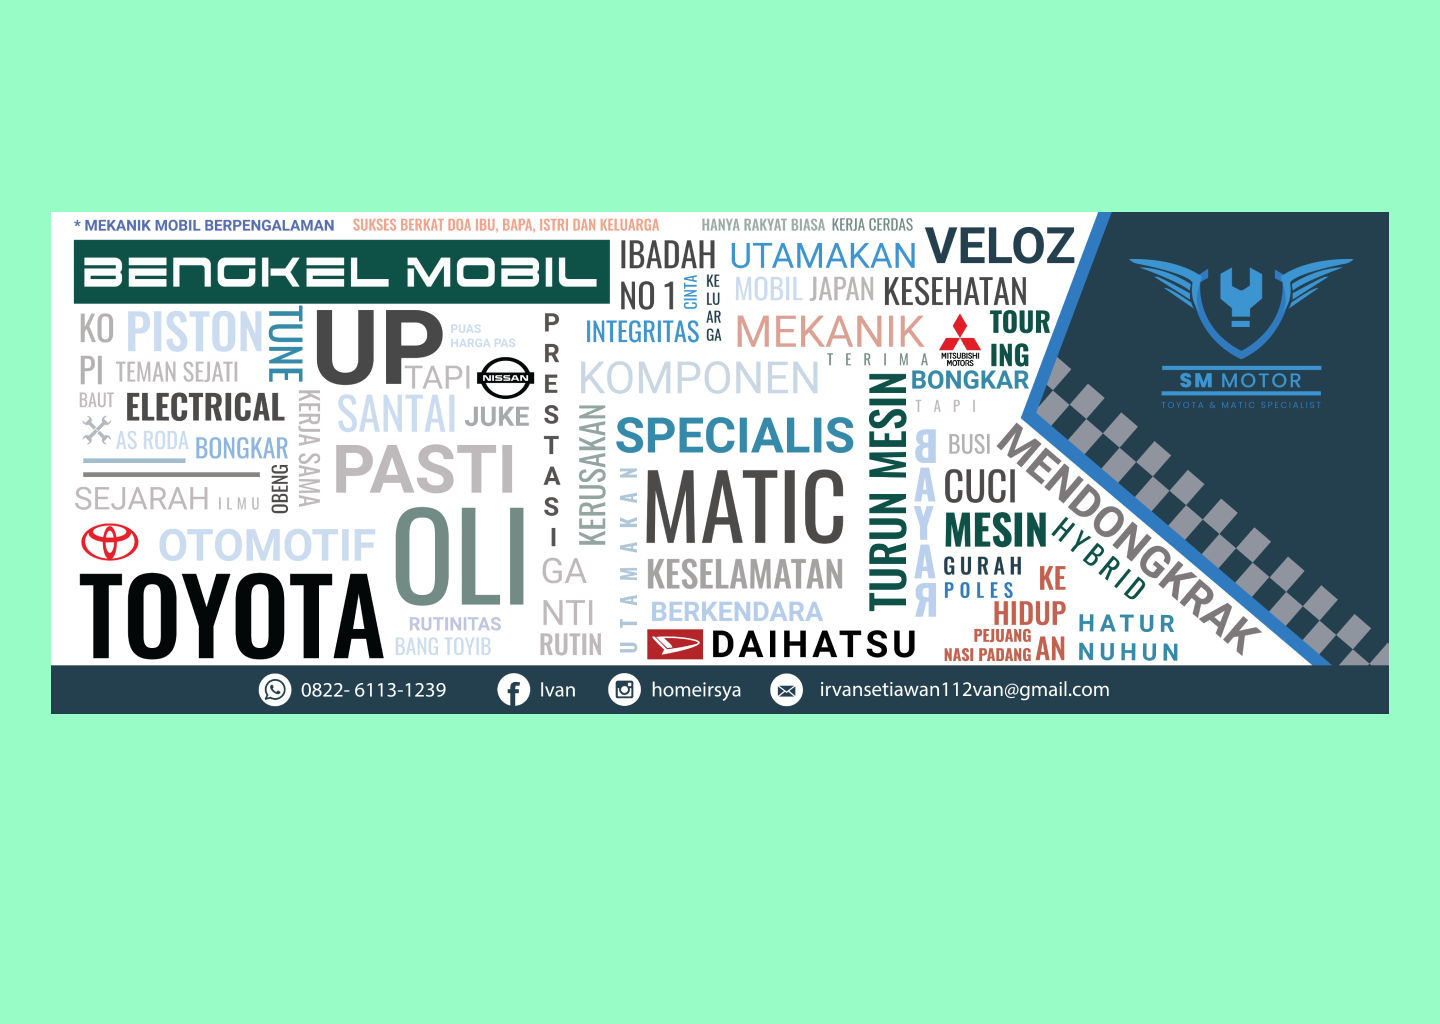 * MEKANIK MOBIL BERPENGALAMAN
SUKSES BERKAT DOA IBU, BAPA, ISTRI DAN KELUARGA
HANYA RAKYAT BIASA KERJA CERDAS
BENGKEL MOBIL
IBADAH
NO 1
CINTA
KE
LU
AR
GA
UTAMAKAN
VELOZ
MOBIL JAPAN KESEHATAN
INTEGRITAS
MEKANIK
MITSUBISHI
MOTORS
TOUR
ING
TERIMA
BONGKAR
TAPI
KO
PI
PISTON
TUNE
UP
PUAS
HARGA PAS
TEMAN SEJATI
TAPI
NISSAN
BAUT
ELECTRICAL
KERJA SAMA
SANTAI
JUKE
AS RODA
BONGKAR
OBENG
PASTI
SEJARAH
ILMU
PRESTASI
KOMPONEN
KERUSAKAN
SPECIALIS
UTAMAKAN
MATIC
TURUN MESIN
BAYAR
BUSI
CUCI
MESIN
GURAH
POLES
MENDONGKRAK
HYBRID
OTOMOTIF
OLI
TOYOTA
RUTINITAS
BANG TOYIB
GA
NTI
RUTIN
KESELAMATAN
BERKENDARA
DAIHATSU
KE
HIDUP
AN
PEJUANG
NASI PADANG
HATUR
NUHUN
SM MOTOR
TOYOTA & MATIC SPECIALIST
0822- 6113-1239
Ivan
homeirsya
irvansetiawan112van@gmail.com